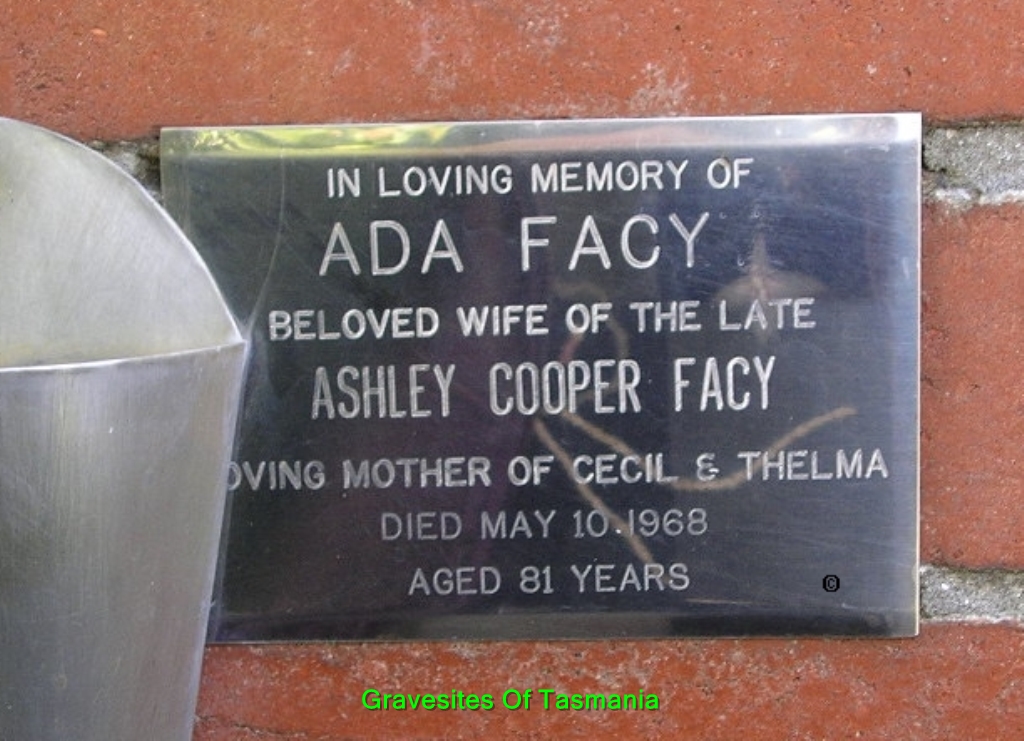 IN LOVING MEMORY OF
ADA FACY
BELOVED WIFE OF THE LATE
ASHLEY COOPER FACY
OVING MOTHER OF CECIL & THELMA
DIED MAY 10.1968
AGED 81 YEARS
©
Gravesites Of Tasmania